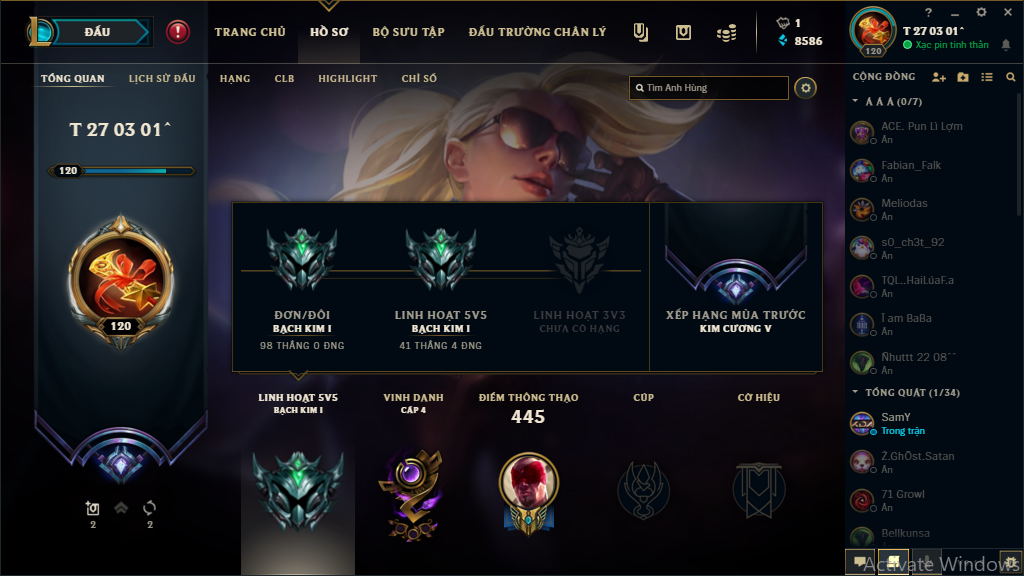 ĐẤU
TRANG CHỦ
HỒ SƠ
BỘ SƯU TẬP
ĐẤU TRƯỜNG CHÂN LÝ
1
8586
120
T 27 03 01^
Xạc pin tinh thần
TỔNG QUAN
LỊCH SỬ ĐẤU
HẠNG
CLB
HIGHLIGHT
CHỈ SỐ
Tìm Anh Hùng
T 27 03 01^
120
120
2
2
ĐƠN/ĐÔI
BẠCH KIM I
98 THẮNG 0 ĐNG
LINH HOẠT 5V5
BẠCH KIM I
41 THẮNG 4 ĐNG
LINH HOẠT 3V3
CHƯA CÓ HẠNG
XẾP HẠNG MÙA TRƯỚC
KIM CƯƠNG V
LINH HOẠT 5V5
BẠCH KIM I
VINH DANH
CẤP 4
ĐIỂM THÔNG THẠO
445
CÚP
CỜ HIỆU
CỘNG ĐỒNG
Á Á Á (0/7)
ACE. Pun Lì Lợm
Ẩn
Fabian_Falk
Ẩn
Meliodas
Ẩn
s0_ch3t_92
Ẩn
TQL..HaiLúaF.a
Ẩn
Ï am BaBa
Ẩn
Ñhuttt 22 08^^
Ẩn
TỔNG QUÁT (1/34)
SamY
Trong trận
Ž.GhÖst.Satan
Ẩn
71 Growl
Ẩn
Bellkunsa
Activate Windows